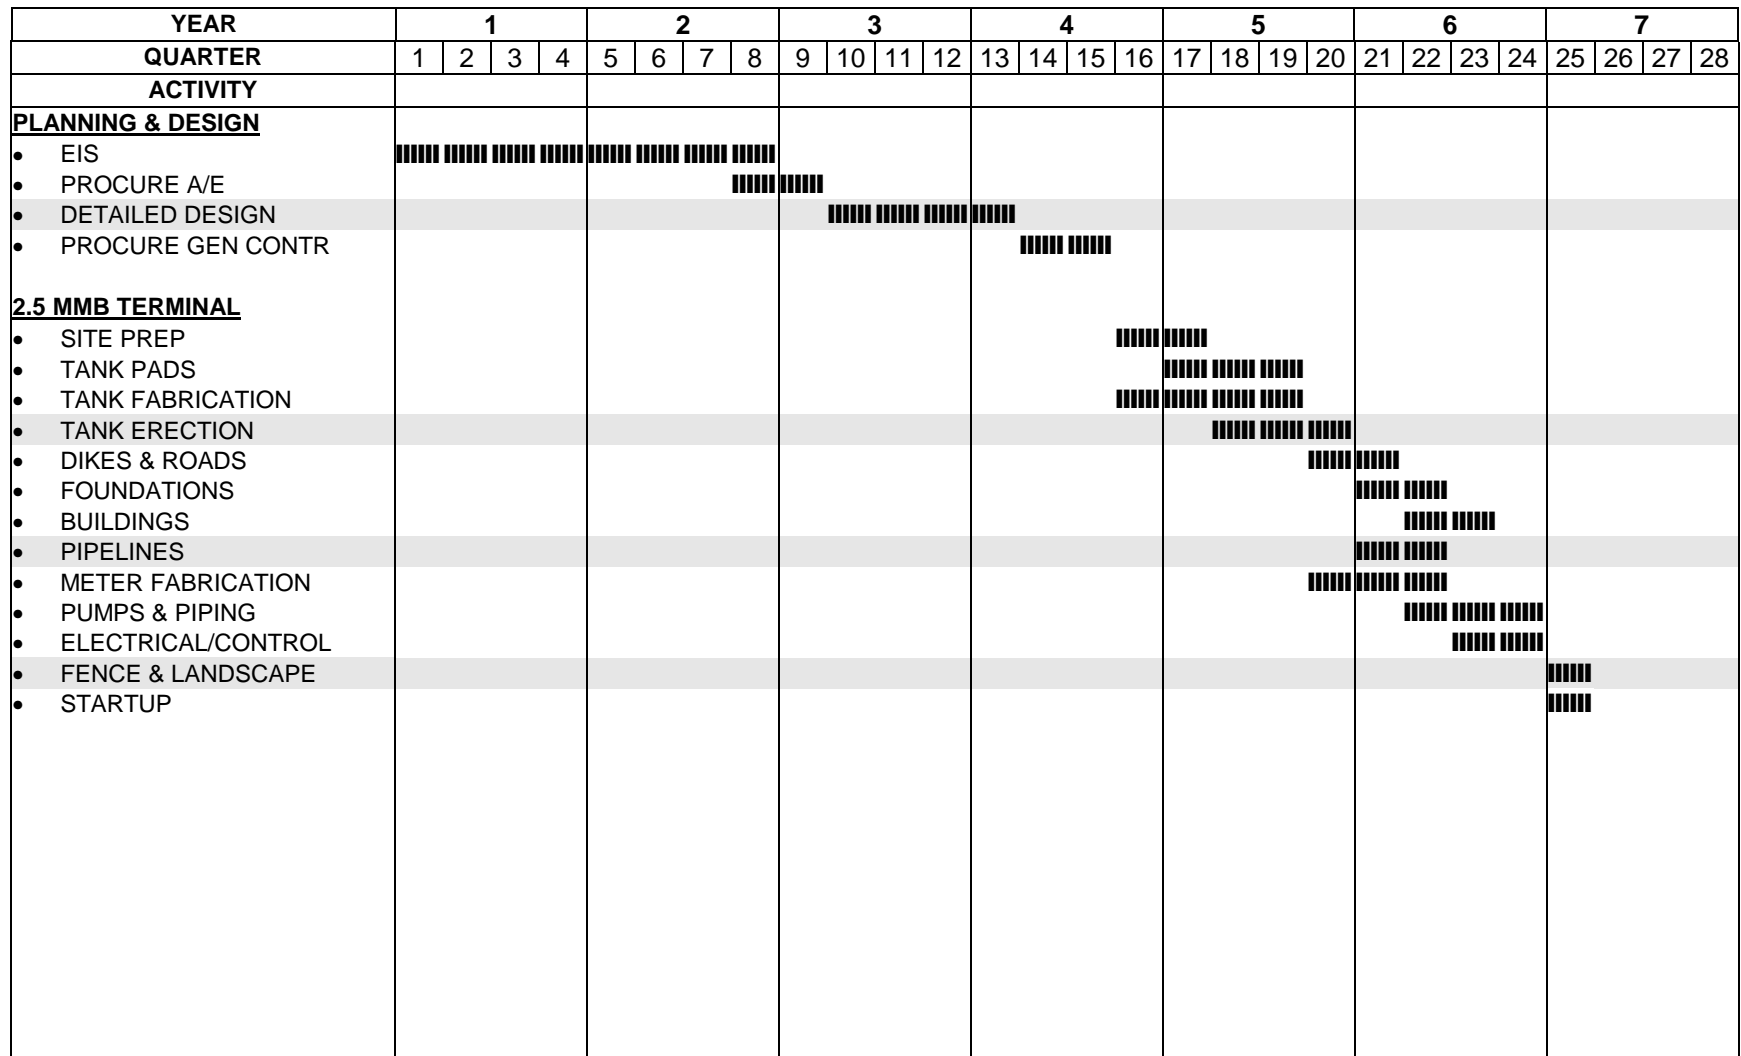 YEAR 1 2 3 4 5 6 7
QUARTER 1 2 3 4 5 6 7 8 9 10 11 12 13 14 15 16 17 18 19 20 21 22 23 24 25 26 27 28
ACTIVITY
PLANNING & DESIGN
• EIS
• PROCURE A/E
• DETAILED DESIGN
• PROCURE GEN CONTR
2.5 MMB TERMINAL
• SITE PREP
• TANK PADS
• TANK FABRICATION
• TANK ERECTION
• DIKES & ROADS
• FOUNDATIONS
• BUILDINGS
• PIPELINES
• METER FABRICATION
• PUMPS & PIPING
• ELECTRICAL/CONTROL
• FENCE & LANDSCAPE
• STARTUP